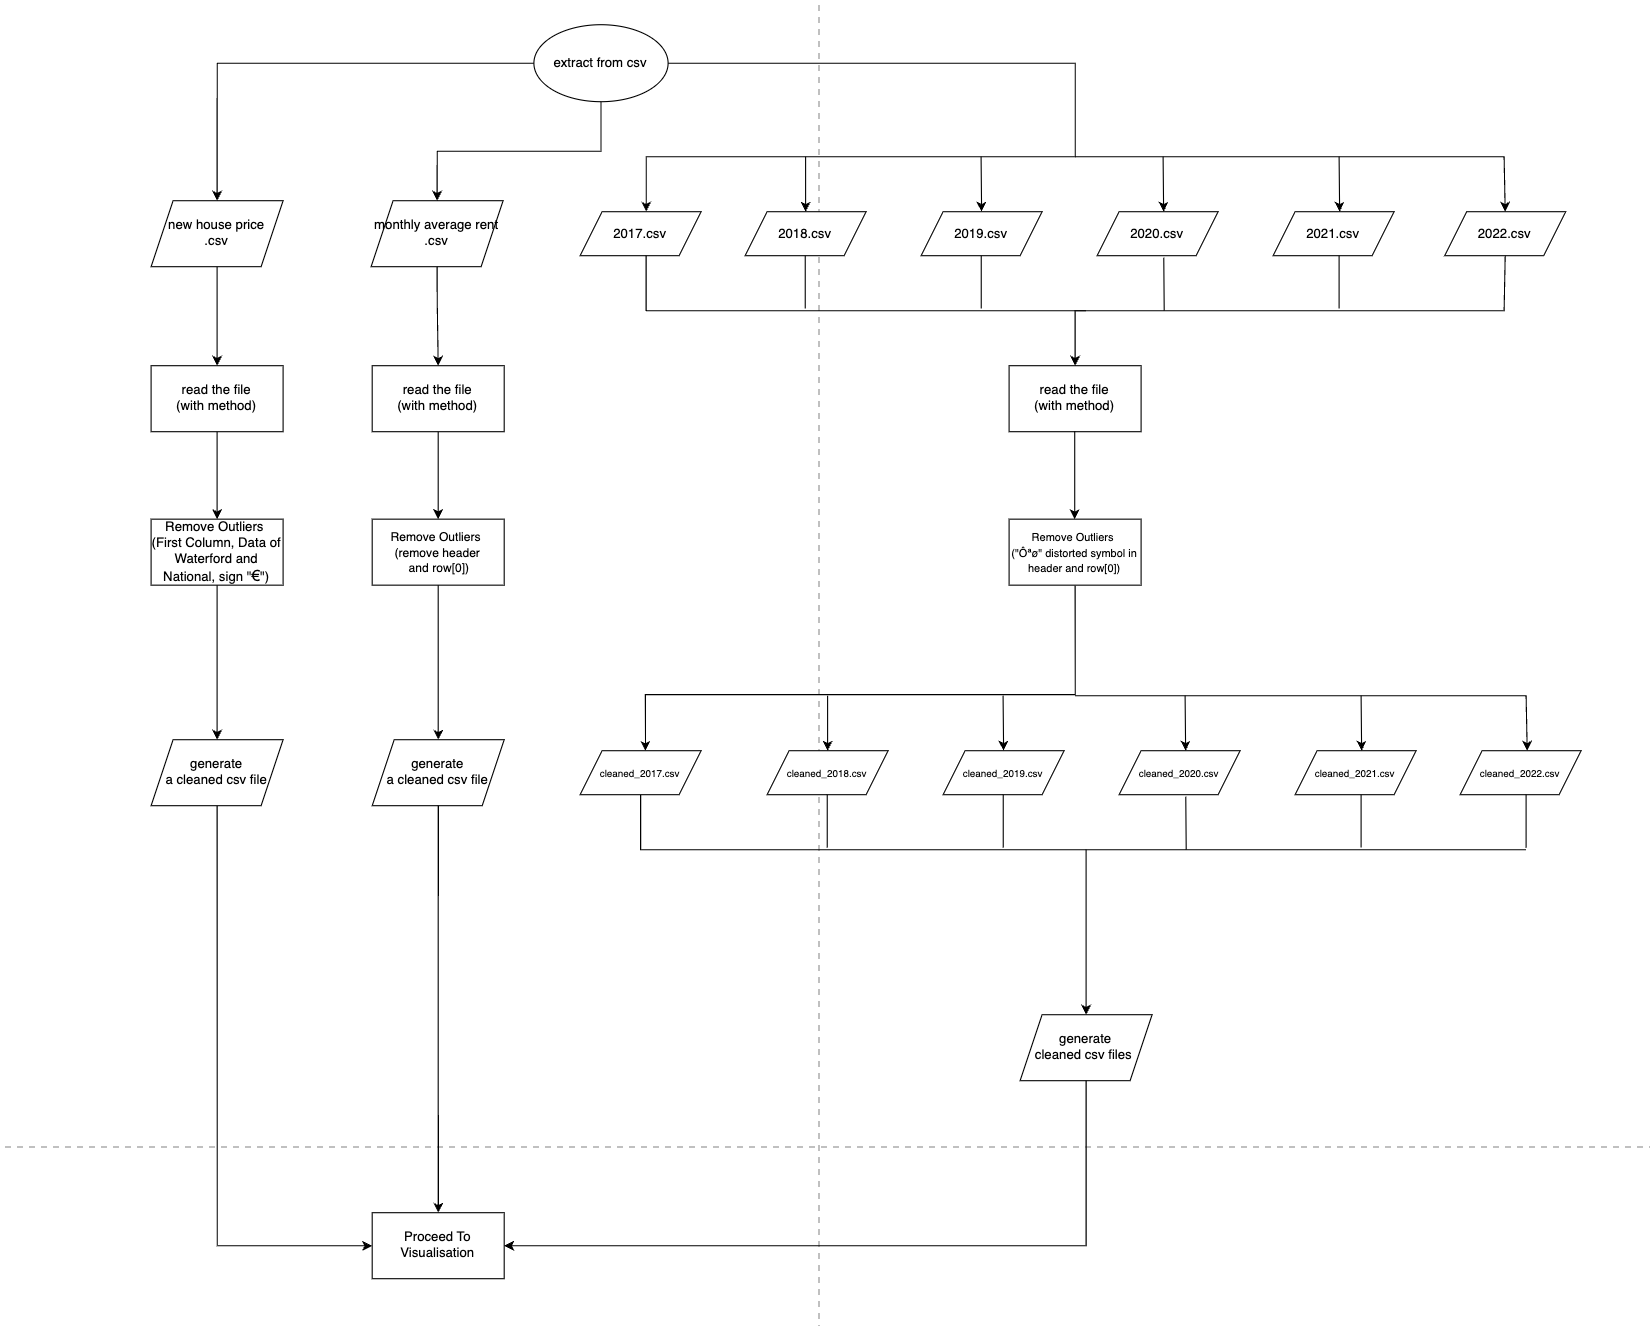 extract from csv
new house price
.csv
monthly average rent
.csv
2017.csv
2018.csv
2019.csv
2020.csv
2021.csv
2022.csv
read the file
(with method)
read the file
(with method)
read the file
(with method)
Remove Outliers
(First Column, Data of
Waterford and
National, sign "€")
Remove Outliers
(remove header
and row[0])
Remove Outliers
("Ôªø" distorted symbol in
header and row[0])
generate
a cleaned csv file
generate
a cleaned csv file
cleaned_2017.csv
cleaned_2018.csv
cleaned_2019.csv
cleaned_2020.csv
cleaned_2021.csv
cleaned_2022.csv
generate
cleaned csv files
Proceed To
Visualisation